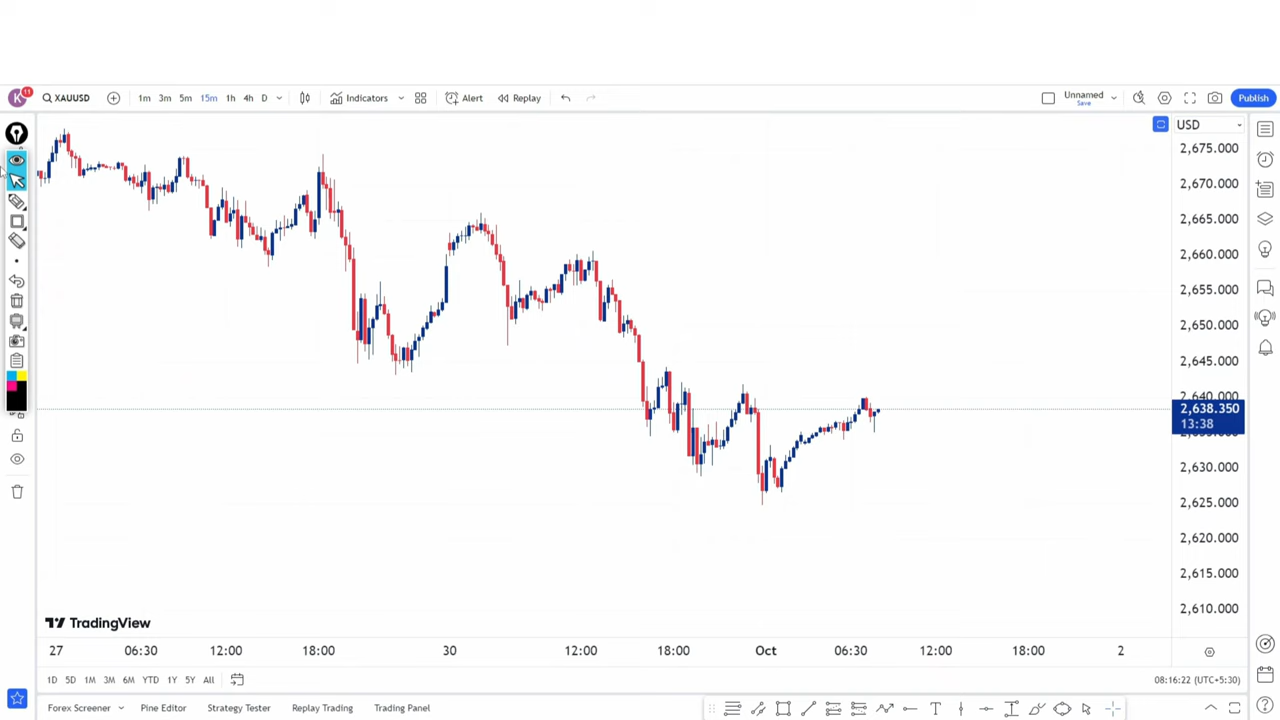 K 11 XAUUSD 1m 3m 5m 15m 1h 4h D Indicators Alert Replay Unnamed Save Publish
USD
2,675.000
2,670.000
2,665.000
2,660.000
2,655.000
2,650.000
2,645.000
2,640.000
2,638.350
13:38
2,630.000
2,625.000
2,620.000
2,615.000
2,610.000
TradingView
27 06:30 12:00 18:00 30 12:00 18:00 Oct 06:30 12:00 18:00 2
1D 5D 1M 3M 6M YTD 1Y 5Y All 08:16:22 (UTC+5:30)
Forex Screener Pine Editor Strategy Tester Replay Trading Trading Panel